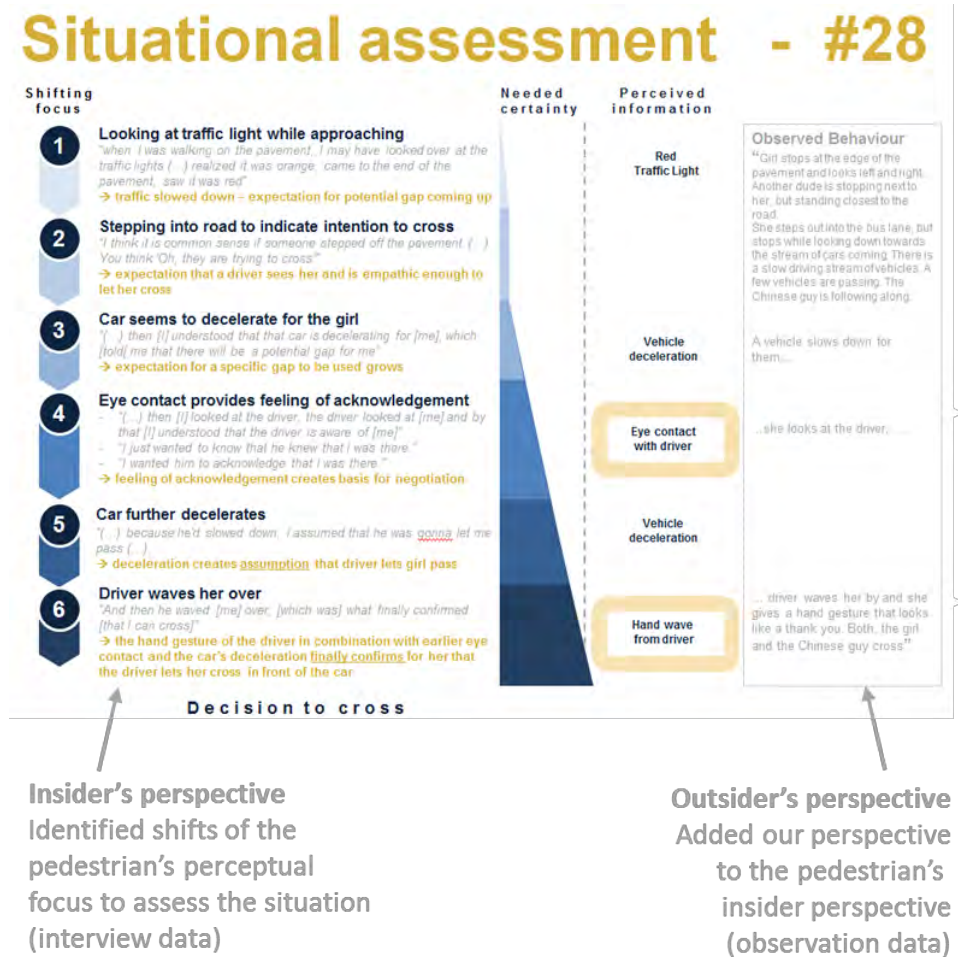 Situational assessment - #28
Shifting
focus
Needed
certainty
Perceived
information
1
Looking at traffic light while approaching
"when I was walking on the pavement, I may have looked over at the
traffic lights (...) realized it was orange, came to the end of the
pavement, saw it was red"
→ traffic slowed down – expectation for potential gap coming up
2
Stepping into road to indicate intention to cross
"I think it is common sense if someone stepped off the pavement (...)
You think 'Oh, they are trying to cross'"
→ expectation that a driver sees her and is empathic enough to
let her cross
3
Car seems to decelerate for the girl
"(...) then [I] understood that that car is decelerating for [me], which
[told[ me that there will be a potential gap for me"
→ expectation for a specific gap to be used grows
4
Eye contact provides feeling of acknowledgement
- "(...) then [I] looked at the driver, the driver looked at [me] and by
that [I] understood that the driver is aware of [me]"
- "I just wanted to know that he knew that I was there."
- "I wanted him to acknowledge that I was there."
→ feeling of acknowledgement creates basis for negotiation
5
Car further decelerates
"(...) because he'd slowed down, I assumed that he was gonna let me
pass (...)
→ deceleration creates assumption that driver lets girl pass
6
Driver waves her over
"And then he waved [me] over, [which was] what finally confirmed
[that I can cross]"
→ the hand gesture of the driver in combination with earlier eye
contact and the car's deceleration finally confirms for her that
the driver lets her cross in front of the car
Decision to cross
Red
Traffic Light
Vehicle
deceleration
Eye contact
with driver
Vehicle
deceleration
Hand wave
from driver
Observed Behaviour
"Girl stops at the edge of the
pavement and looks left and right.
Another dude is stopping next to
her, but standing closest to the
road.
She steps out into the bus lane, but
stops while looking down towards
the stream of cars coming. There is
a slow driving stream of vehicles. A
few vehicles are passing. The
Chinese guy is following along.
A vehicle slows down for
them...
...she looks at the driver, ...
... driver waves her by and she
gives a hand gesture that looks
like a thank you. Both, the girl
and the Chinese guy cross"
Insider's perspective
Identified shifts of the
pedestrian's perceptual
focus to assess the situation
(interview data)
Outsider's perspective
Added our perspective
to the pedestrian's
insider perspective
(observation data)